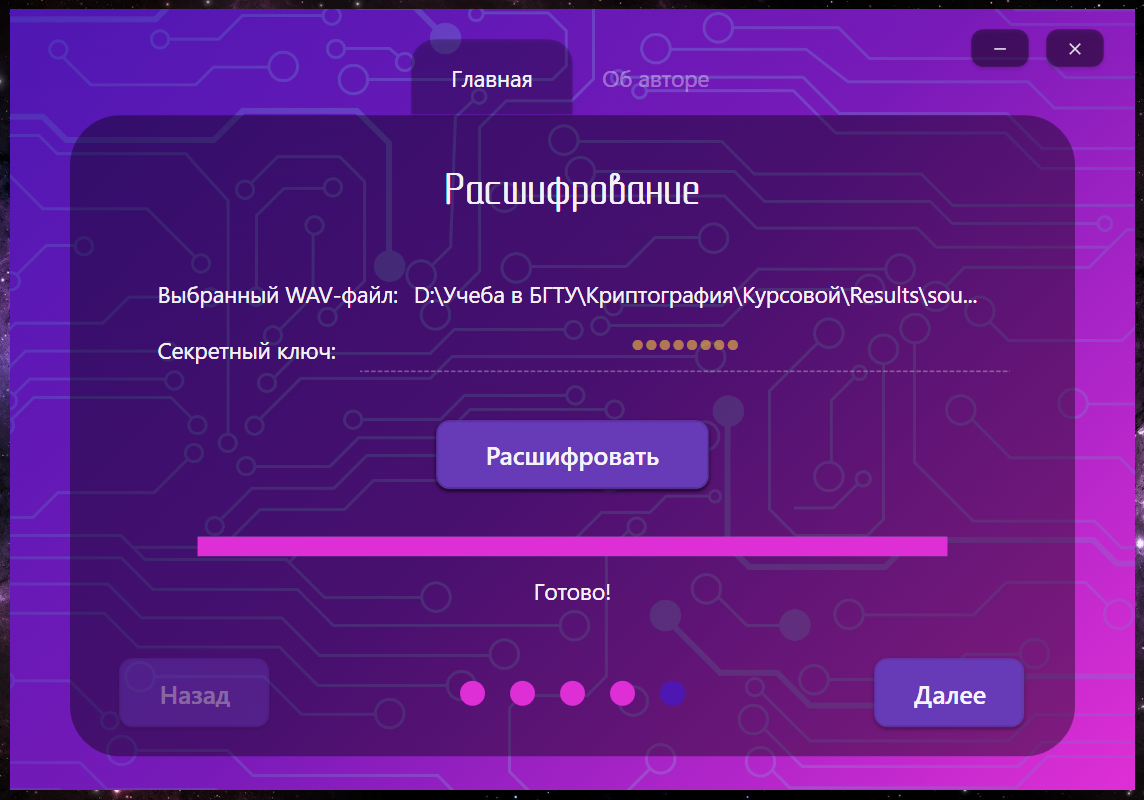 Главная
Об авторе
Расшифрование
Выбранный WAV-файл: D:\Учеба в БГТУ\Криптография\Курсовой\Results\sou...
Секретный ключ: ●●●●●●●●
Расшифровать
Готово!
Назад
Далее